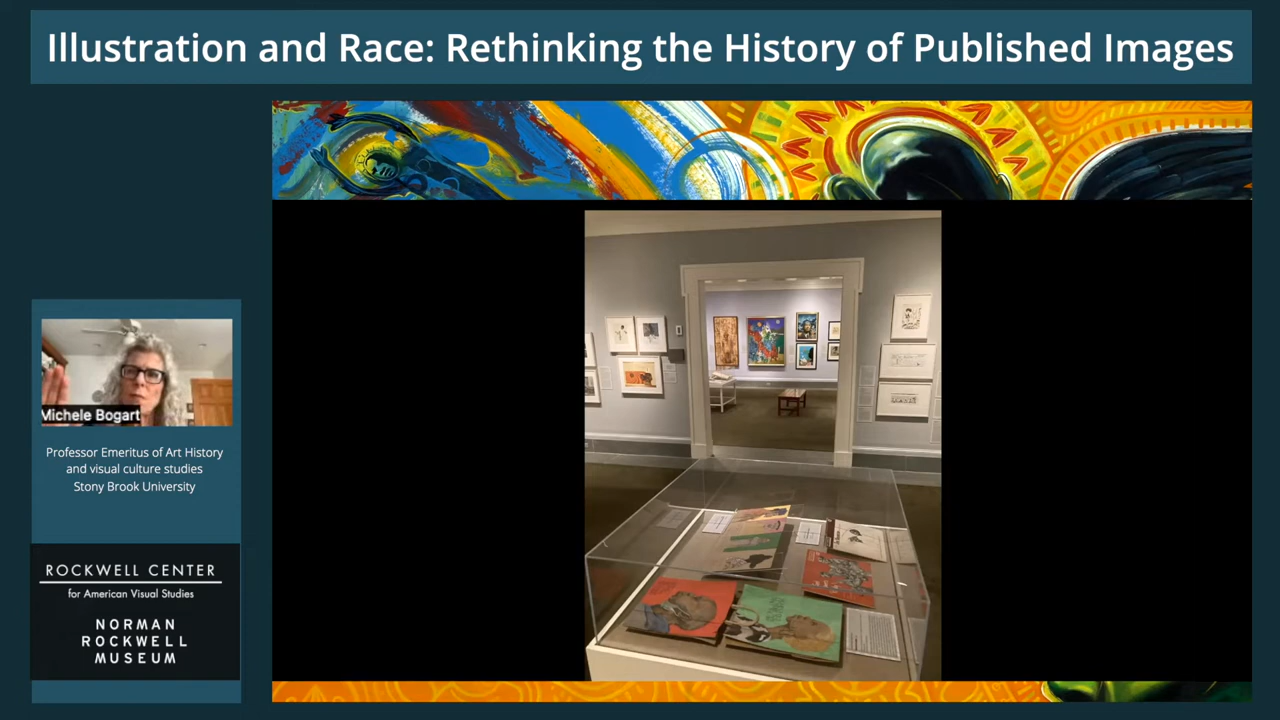 Illustration and Race: Rethinking the History of Published Images
Michele Bogart
Professor Emeritus of Art History
and visual culture studies
Stony Brook University
ROCKWELL CENTER
for American Visual Studies
NORMAN
ROCKWELL
MUSEUM